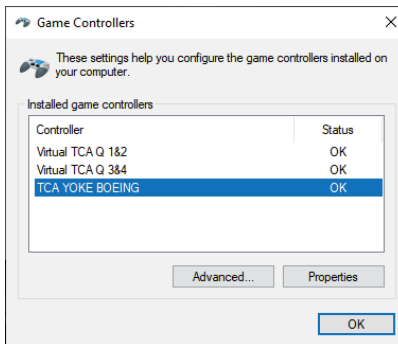 Game Controllers
These settings help you configure the game controllers installed on
your computer.
Installed game controllers
Controller Status
Virtual TCA Q 1&2 OK
Virtual TCA Q 3&4 OK
TCA YOKE BOEING OK
Advanced... Properties
OK